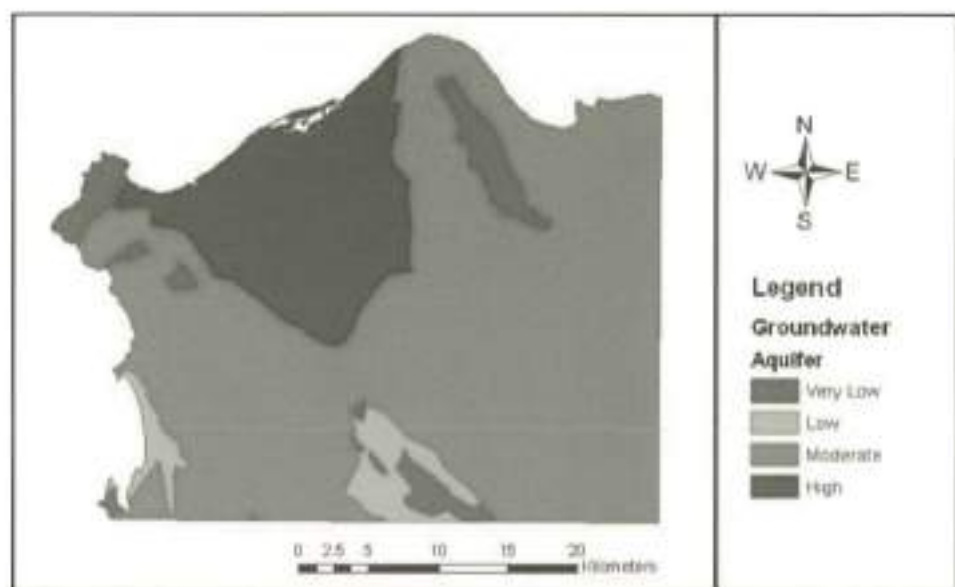 N
W E
S
Legend
Groundwater
Aquifer
Very Low
Low
Moderate
High
0 2.5 5 10 15 20
Kilometers